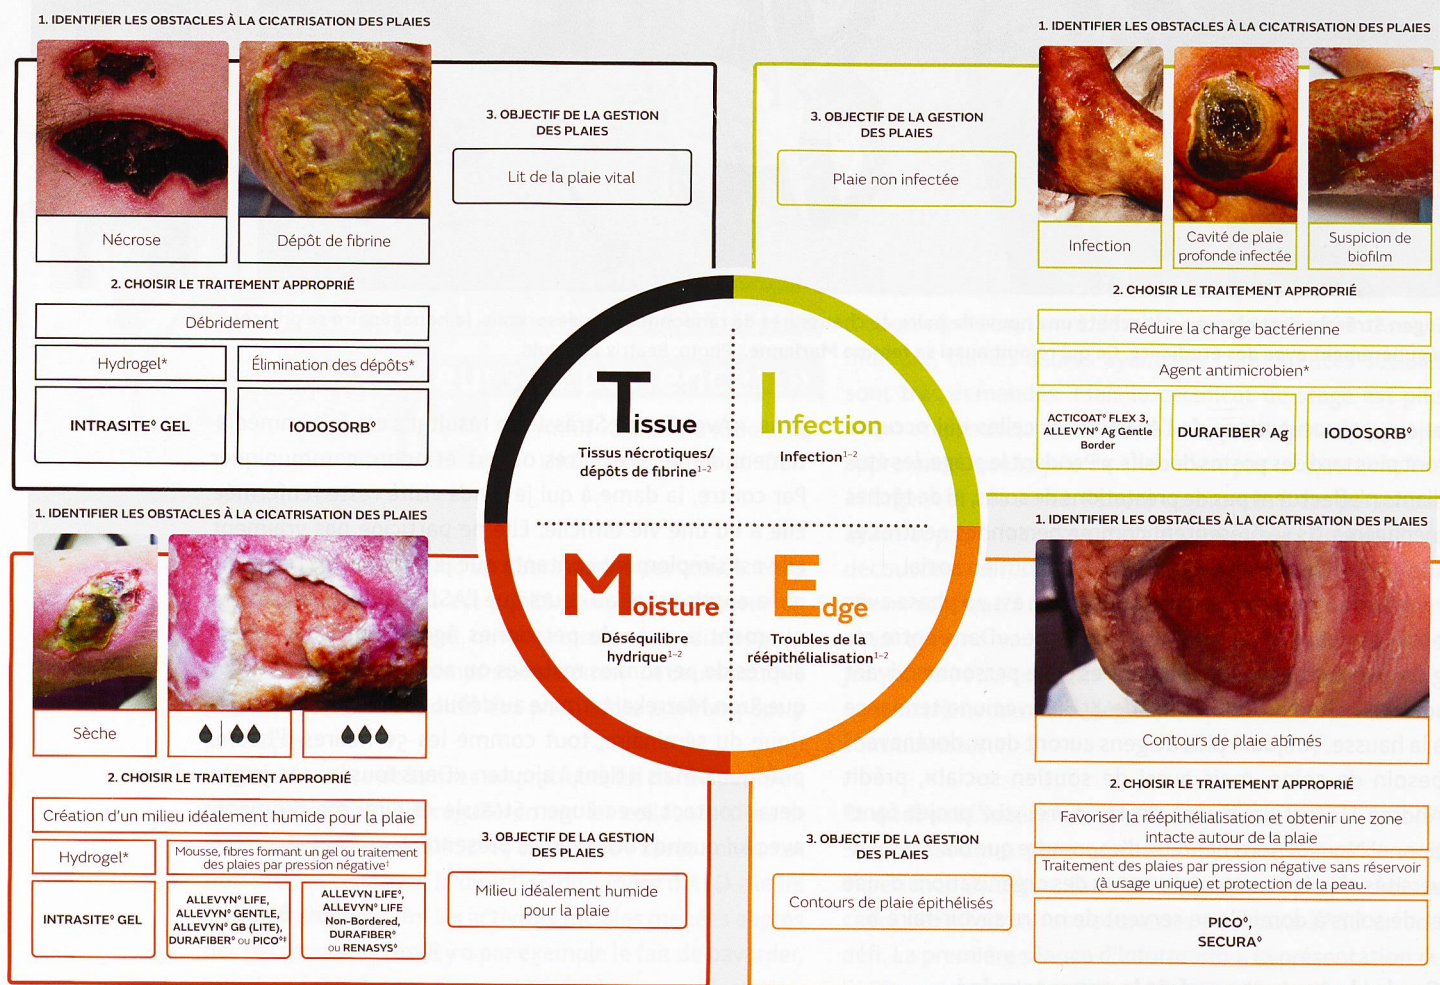 1. IDENTIFIER LES OBSTACLES À LA CICATRISATION DES PLAIES
Nécrose
Dépôt de fibrine
2. CHOISIR LE TRAITEMENT APPROPRIÉ
Débridement
Hydrogel*
Élimination des dépôts*
INTRASITE◊ GEL
IODOSORB◊
3. OBJECTIF DE LA GESTION
DES PLAIES
Lit de la plaie vital
3. OBJECTIF DE LA GESTION
DES PLAIES
Plaie non infectée
1. IDENTIFIER LES OBSTACLES À LA CICATRISATION DES PLAIES
Infection
Cavité de plaie
profonde infectée
Suspicion de
biofilm
2. CHOISIR LE TRAITEMENT APPROPRIÉ
Réduire la charge bactérienne
Agent antimicrobien*
ACTICOAT◊ FLEX 3,
ALLEVYN◊ Ag Gentle
Border
DURAFIBER◊ Ag
IODOSORB◊
Tissue
Tissus nécrotiques/
dépôts de fibrine1–2
Infection
Infection1–2
Moisture
Déséquilibre
hydrique1–2
Edge
Troubles de la
réépithélialisation1–2
1. IDENTIFIER LES OBSTACLES À LA CICATRISATION DES PLAIES
Sèche
2. CHOISIR LE TRAITEMENT APPROPRIÉ
Création d'un milieu idéalement humide pour la plaie
Hydrogel*
Mousse, fibres formant un gel ou traitement
des plaies par pression négative†
INTRASITE◊ GEL
ALLEVYN◊ LIFE,
ALLEVYN◊ GENTLE,
ALLEVYN◊ GB (LITE),
DURAFIBER◊ OU PICO◊‡
ALLEVYN LIFE◊,
ALLEVYN◊ LIFE
Non-Bordered,
DURAFIBER◊
OU RENASYS◊
3. OBJECTIF DE LA GESTION
DES PLAIES
Milieu idéalement humide
pour la plaie
3. OBJECTIF DE LA GESTION
DES PLAIES
Contours de plaie épithélisés
1. IDENTIFIER LES OBSTACLES À LA CICATRISATION DES PLAIES
Contours de plaie abîmés
2. CHOISIR LE TRAITEMENT APPROPRIÉ
Favoriser la réépithélialisation et obtenir une zone
intacte autour de la plaie
Traitement des plaies par pression négative sans réservoir
(à usage unique) et protection de la peau.
PICO◊,
SECURA◊